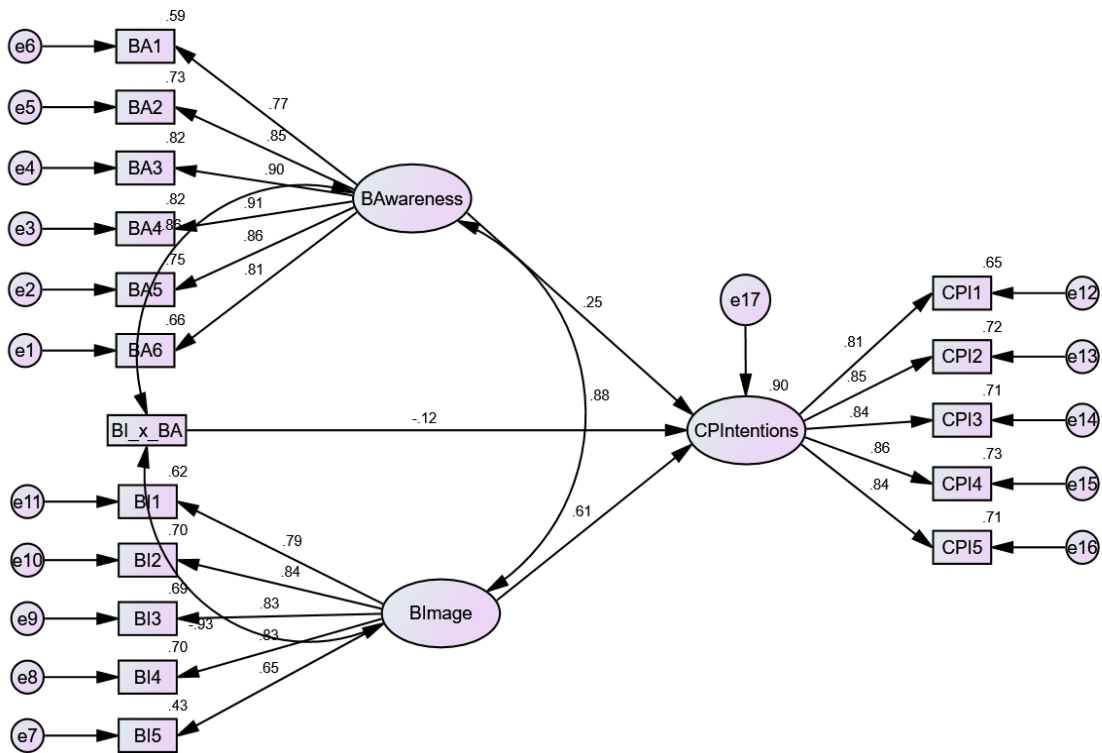 .59
e6
BA1
.73
.77
e5
BA2
.85
.82
e4
BA3
.90
BAwareness
.82
e3
BA4
-.86
.91
.75
.86
e2
BA5
.81
.66
e1
BA6
.25
e17
.88
.90
CPIntentions
BI_x_BA
-.12
.61
.65
CPI1
e12
.81
.72
CPI2
e13
.85
.71
CPI3
e14
.84
.73
CPI4
e15
.86
.71
CPI5
e16
.84
.62
e11
BI1
.79
.70
e10
BI2
.84
.69
e9
BI3
-.93
.83
BImage
.70
e8
BI4
.83
.65
.43
e7
BI5